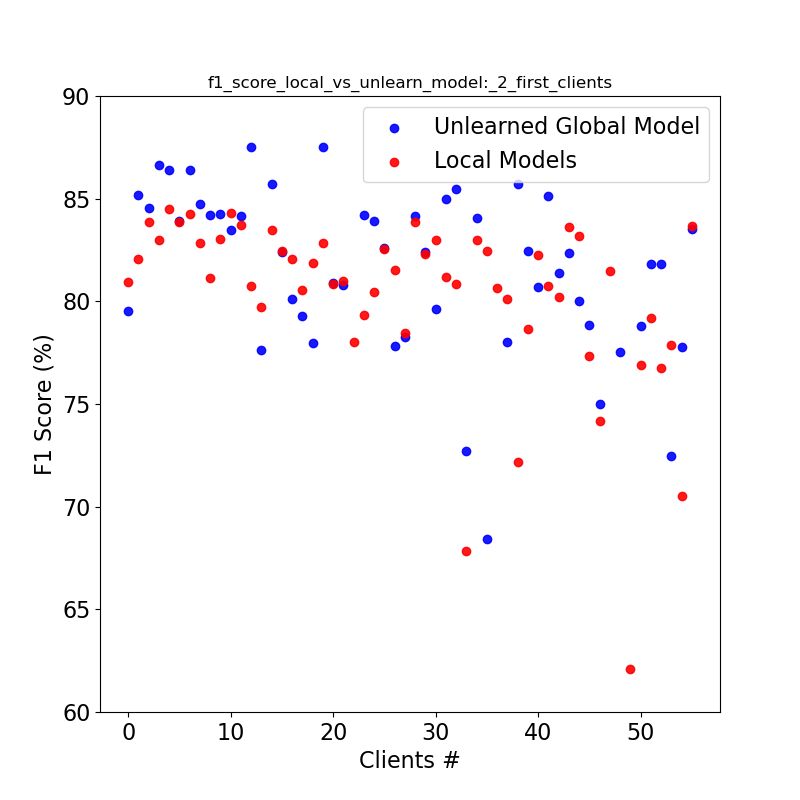 f1_score_local_vs_unlearn_model:_2_first_clients
90
Unlearned Global Model
Local Models
85
80
75
70
65
60
F1 Score (%)
0 10 20 30 40 50
Clients #